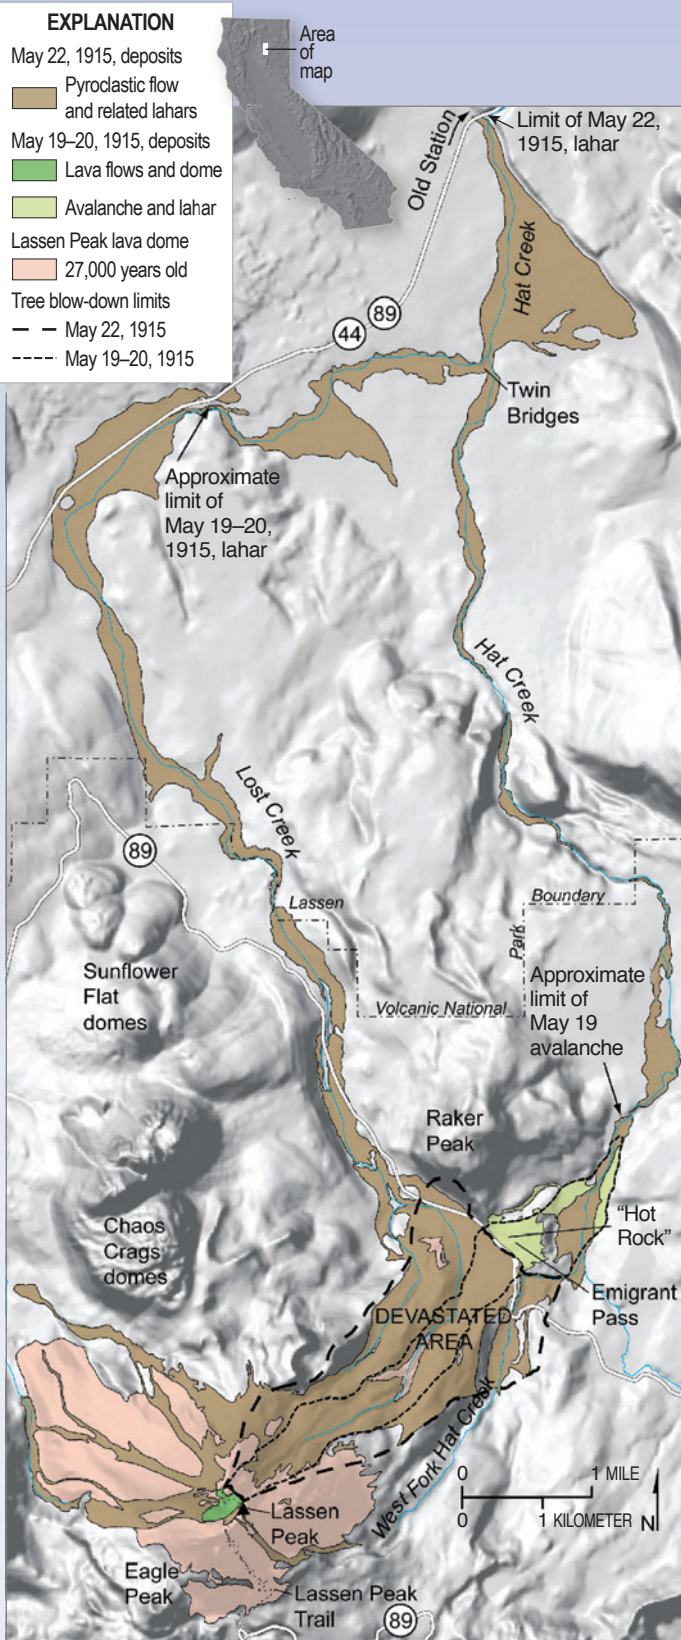 EXPLANATION
May 22, 1915, deposits
Pyroclastic flow
and related lahars
May 19–20, 1915, deposits
Lava flows and dome
Avalanche and lahar
Lassen Peak lava dome
27,000 years old
Tree blow-down limits
May 22, 1915
May 19–20, 1915
Area
of
map
Old Station
Limit of May 22,
1915, lahar
Hat Creek
89
44
Twin
Bridges
Approximate
limit of
May 19–20,
1915, lahar
Hat Creek
Lost Creek
89
Lassen
Boundary
Park
Volcanic National
Sunflower
Flat
domes
Approximate
limit of
May 19
avalanche
Raker
Peak
Chaos
Crags
domes
"Hot
Rock"
Emigrant
Pass
DEVASTATED
AREA
West Fork Hat Creek
0 1 MILE
0 1 KILOMETER N
Lassen
Peak
Eagle
Peak
Lassen Peak
Trail
89